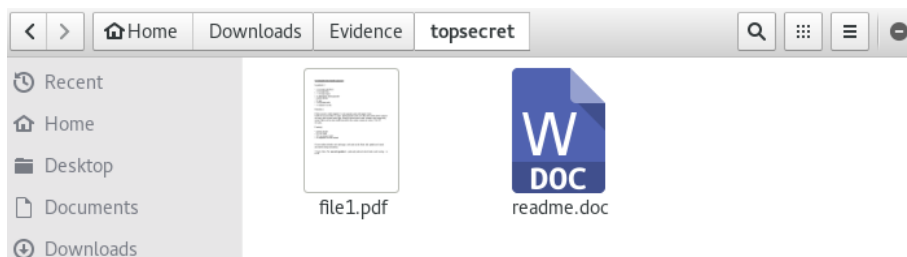 Home Downloads Evidence topsecret
Recent
Home
Desktop
Documents
Downloads
W
DOC
file1.pdf readme.doc